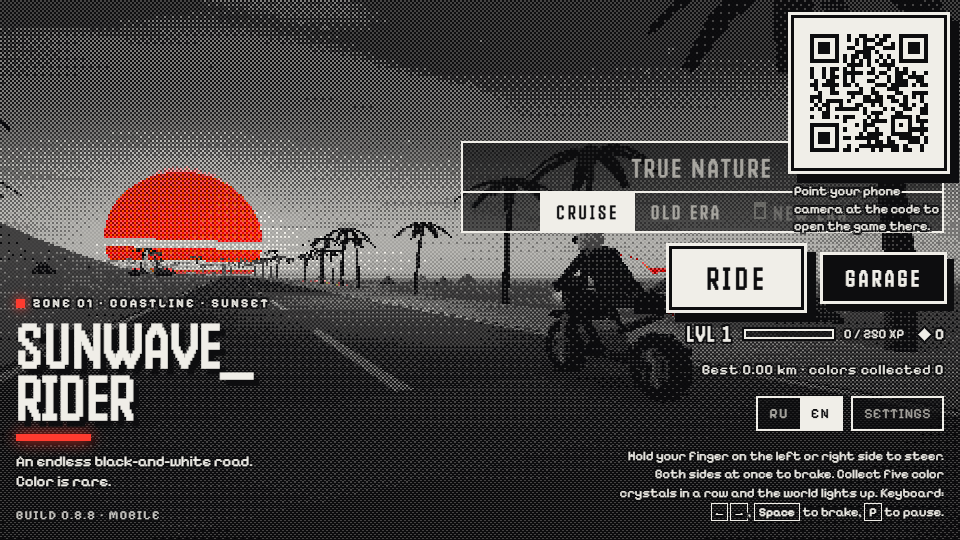 TRUE NATURE
Point your phone
camera at the code to
open the game there.
CRUISE OLD ERA
RIDE GARAGE
ZONE 01 · COASTLINE · SUNSET
SUNWAVE_
RIDER
LVL 1 0 / 280 XP ◆ 0
Best 0.00 km · colors collected 0
RU EN SETTINGS
An endless black-and-white road.
Color is rare.
BUILD 0.8.8 · MOBILE
Hold your finger on the left or right side to steer.
Both sides at once to brake. Collect five color
crystals in a row and the world lights up. Keyboard:
← →, Space to brake, P to pause.